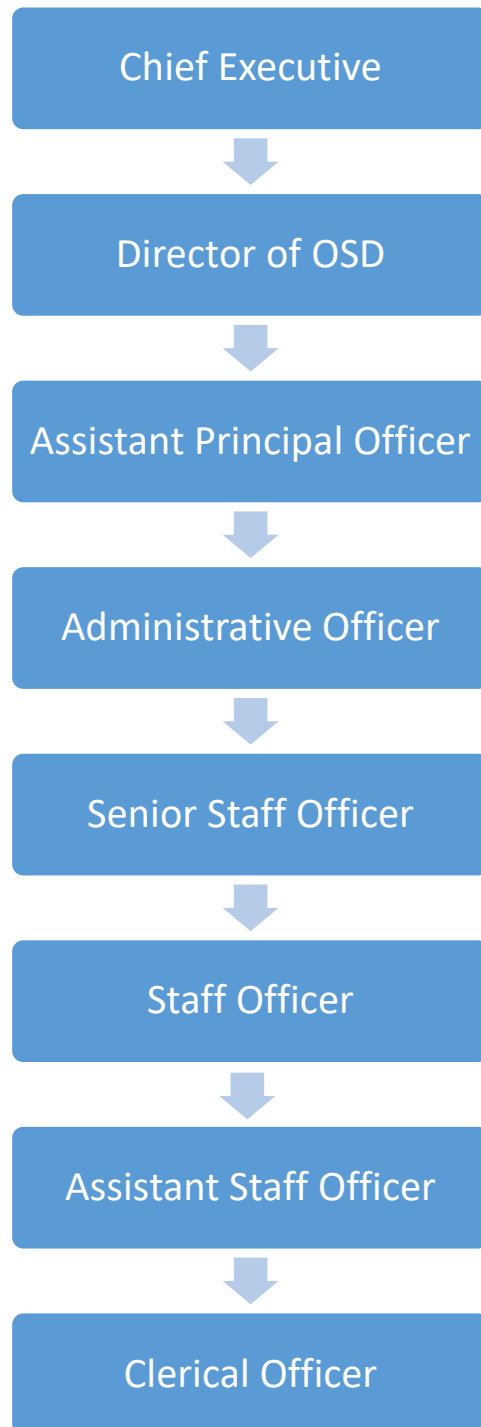 Chief Executive
Director of OSD
Assistant Principal Officer
Administrative Officer
Senior Staff Officer
Staff Officer
Assistant Staff Officer
Clerical Officer